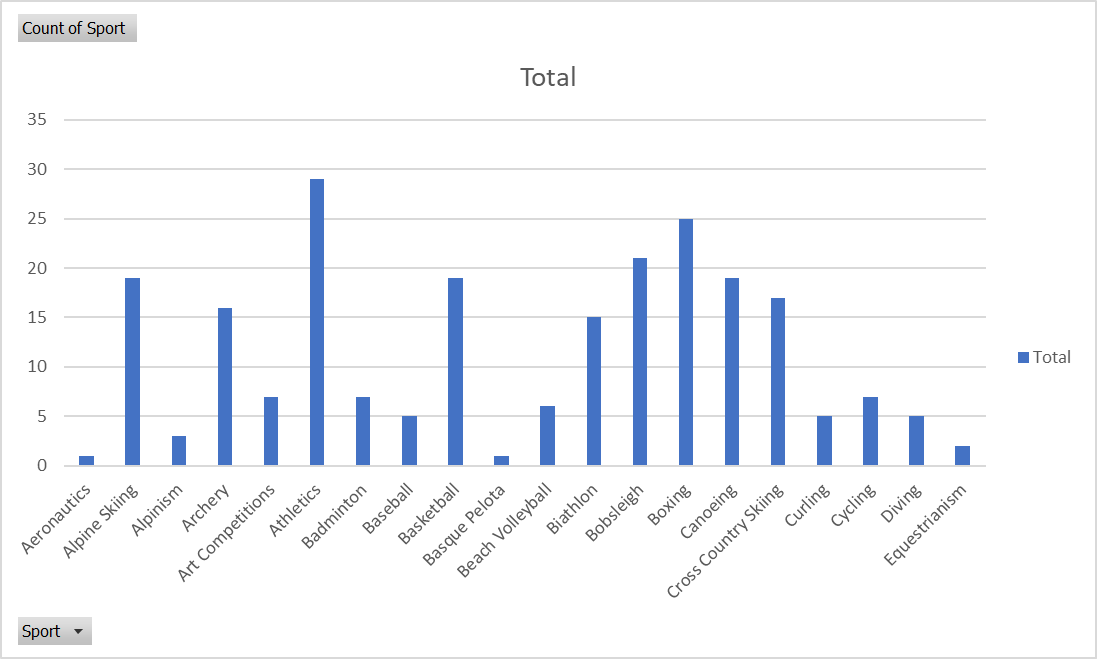 Count of Sport
Total
35
30
25
20
15
10
5
0
Total
Aeronautics
Alpine Skiing
Alpinism
Archery
Art Competitions
Athletics
Badminton
Baseball
Basketball
Basque Pelota
Beach Volleyball
Biathlon
Bobsleigh
Boxing
Canoeing
Cross Country Skiing
Curling
Cycling
Diving
Equestrianism
Sport